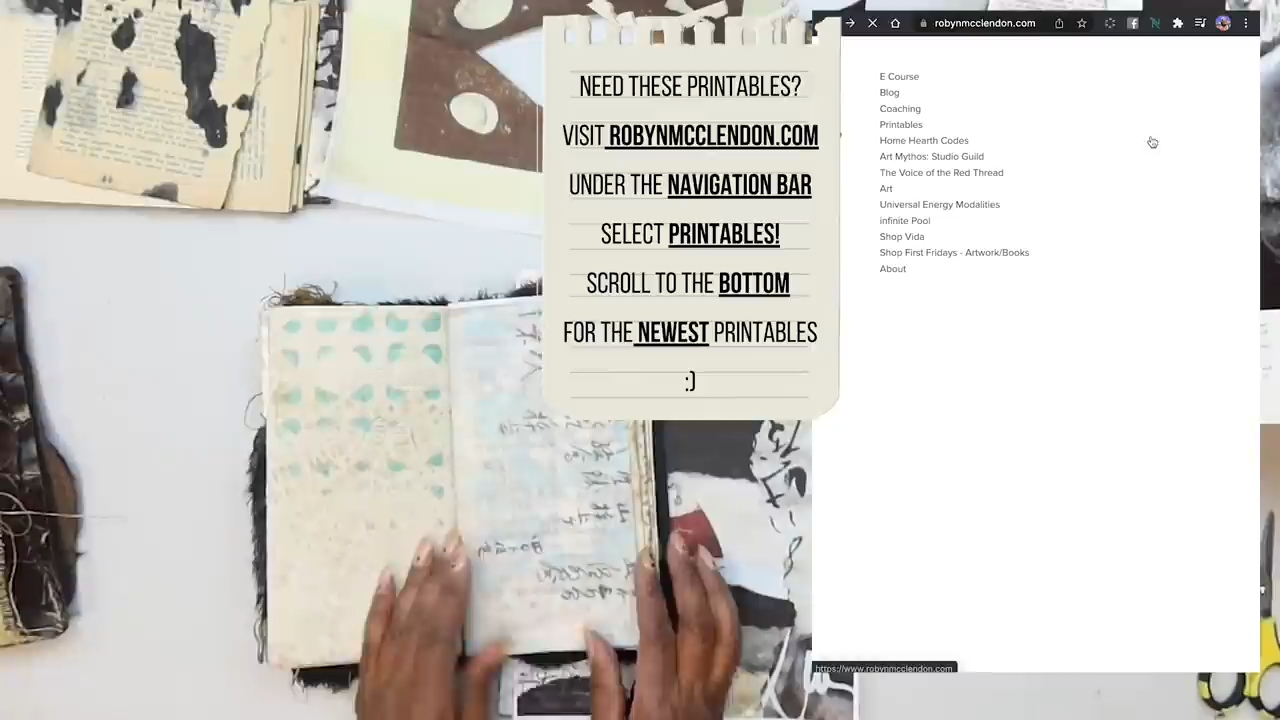 NEED THESE PRINTABLES?
VISIT ROBYNMCCLENDON.COM
UNDER THE NAVIGATION BAR
SELECT PRINTABLES!
SCROLL TO THE BOTTOM
FOR THE NEWEST PRINTABLES
:)
robynmcclendon.com
E Course
Blog
Coaching
Printables
Home Hearth Codes
Art Mythos: Studio Guild
The Voice of the Red Thread
Art
Universal Energy Modalities
infinite Pool
Shop Vida
Shop First Fridays - Artwork/Books
About
https://www.robynmcclendon.com